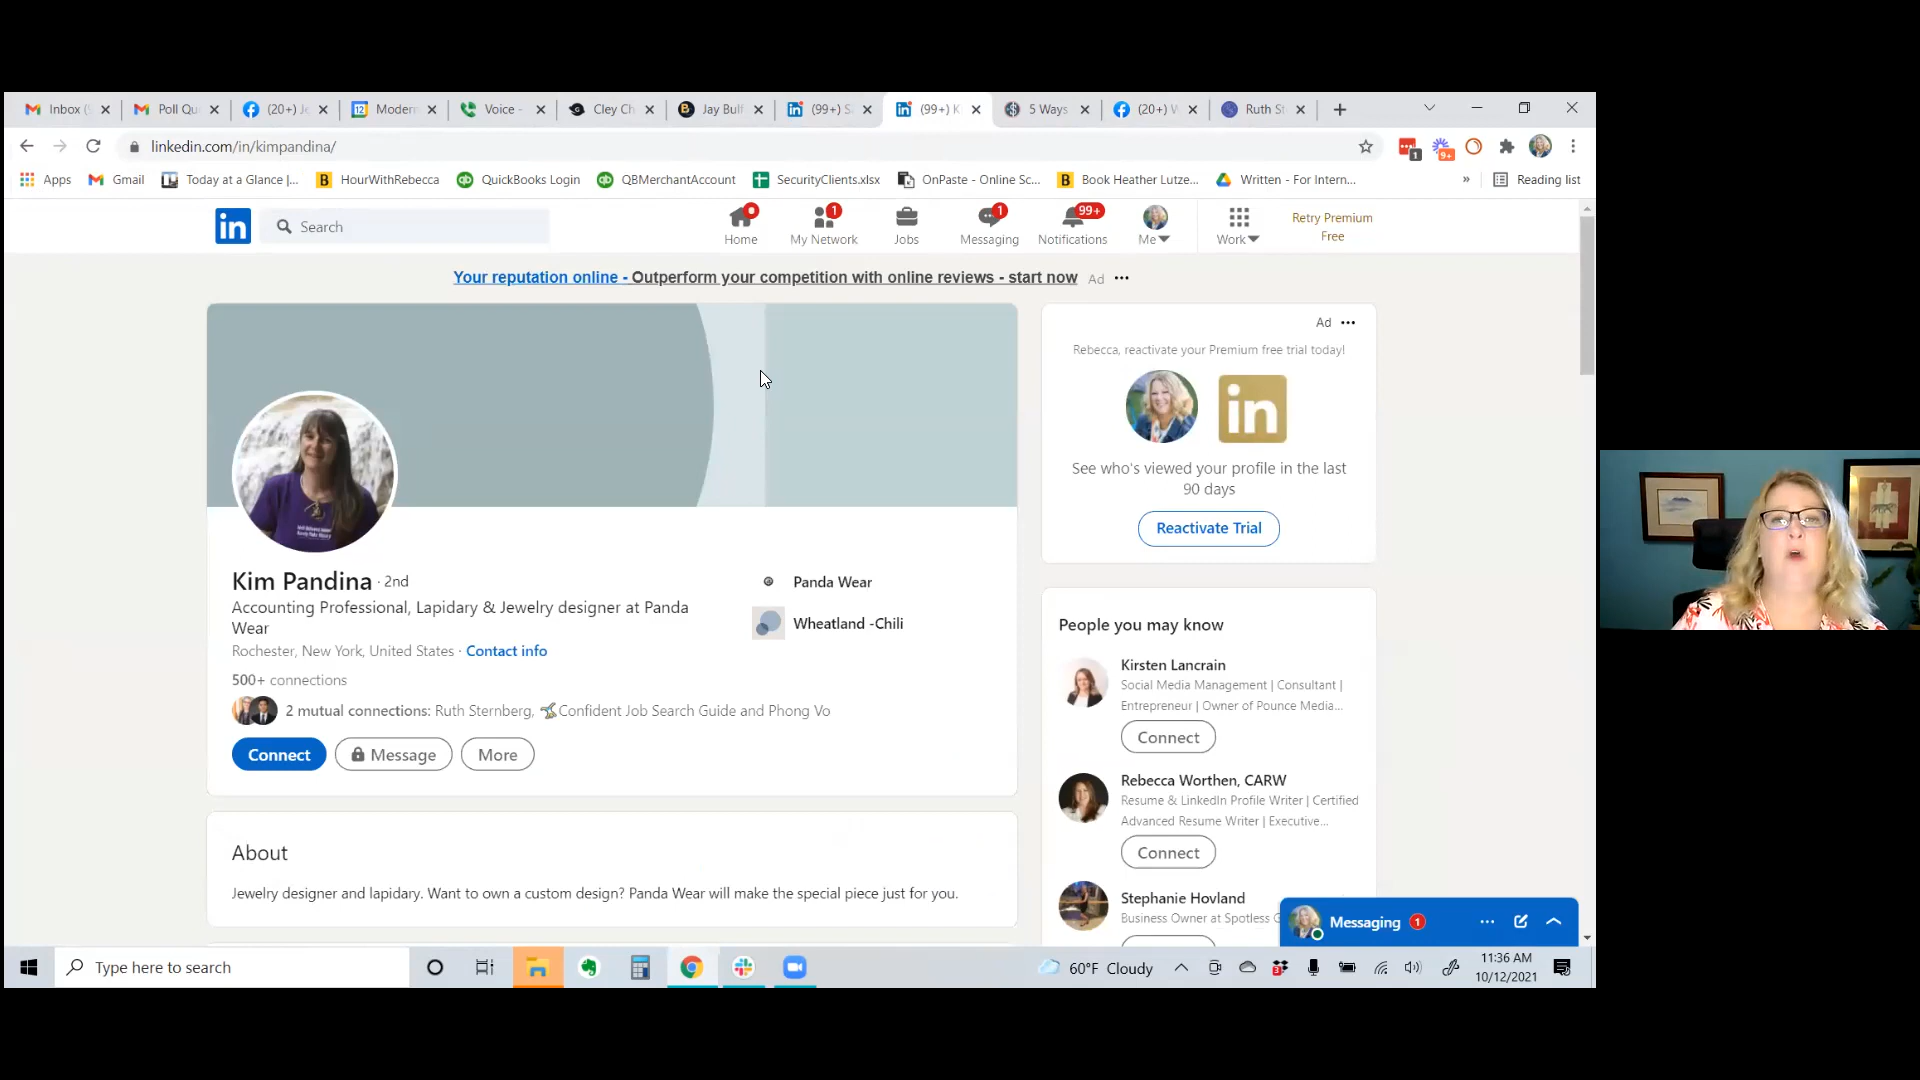 Inbox (
Poll Qu
(20+) Je
Modern
Voice -
Cley Ch
Jay Bulf
(99+) S
(99+) K
5 Ways
(20+) V
Ruth St
linkedin.com/in/kimpandina/
1
9+
Apps
Gmail
Today at a Glance |...
HourWithRebecca
QuickBooks Login
QBMerchantAccount
SecurityClients.xlsx
OnPaste - Online Sc...
Book Heather Lutze...
Written - For Intern...
»
Reading list
in
Search
Home
1
My Network
Jobs
1
Messaging
99+
Notifications
Me
Work
Retry Premium
Free
Your reputation online - Outperform your competition with online reviews - start now
Ad
Kim Pandina · 2nd
Accounting Professional, Lapidary & Jewelry designer at Panda
Wear
Rochester, New York, United States · Contact info
500+ connections
2 mutual connections: Ruth Sternberg, Confident Job Search Guide and Phong Vo
Connect
Message
More
Panda Wear
Wheatland -Chili
About
Jewelry designer and lapidary. Want to own a custom design? Panda Wear will make the special piece just for you.
Ad
Rebecca, reactivate your Premium free trial today!
in
See who's viewed your profile in the last
90 days
Reactivate Trial
People you may know
Kirsten Lancrain
Social Media Management | Consultant |
Entrepreneur | Owner of Pounce Media...
Connect
Rebecca Worthen, CARW
Resume & LinkedIn Profile Writer | Certified
Advanced Resume Writer | Executive...
Connect
Stephanie Hovland
Business Owner at Spotless
Messaging 1
Type here to search
60°F Cloudy
11:36 AM
10/12/2021